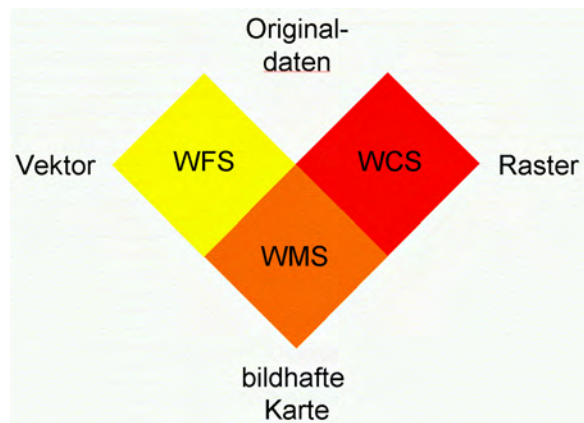 Original-
daten
Vektor
WFS
WCS
Raster
WMS
bildhafte
Karte